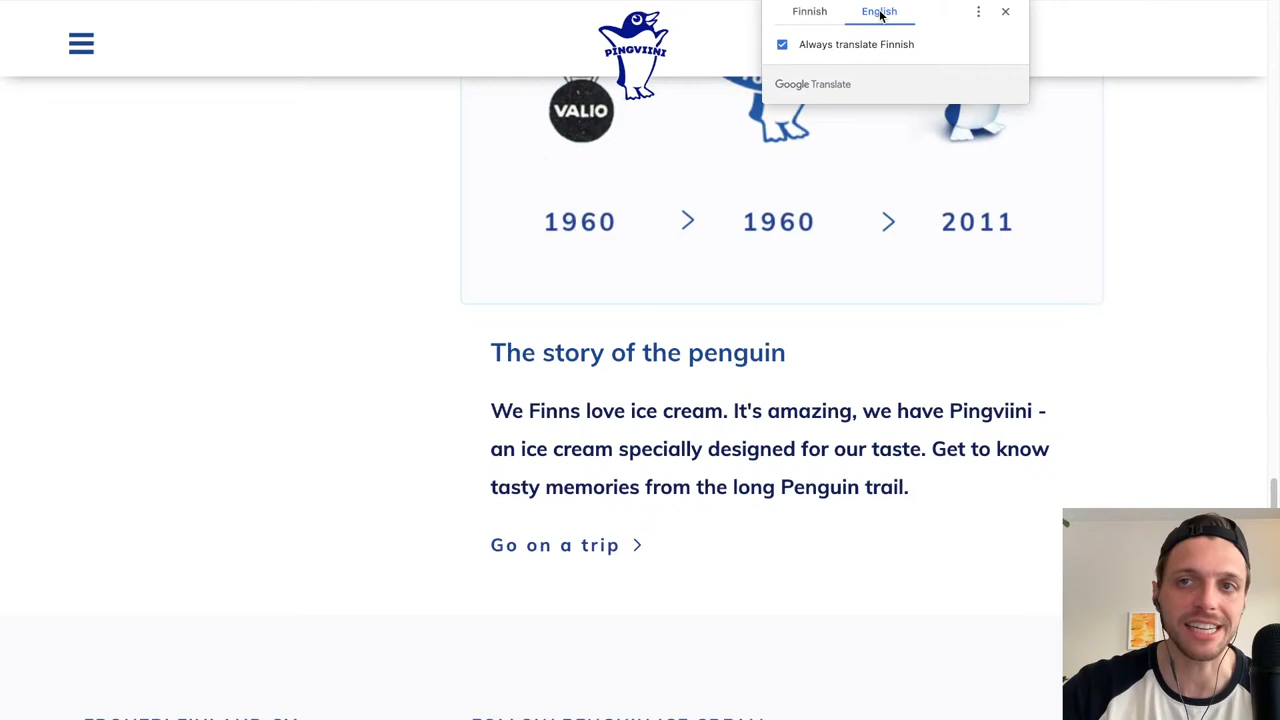 Finnish English
Always translate Finnish
Google Translate
PINGVIINI
VALIO
1960 > 1960 > 2011
The story of the penguin
We Finns love ice cream. It's amazing, we have Pingviini -
an ice cream specially designed for our taste. Get to know
tasty memories from the long Penguin trail.
Go on a trip >